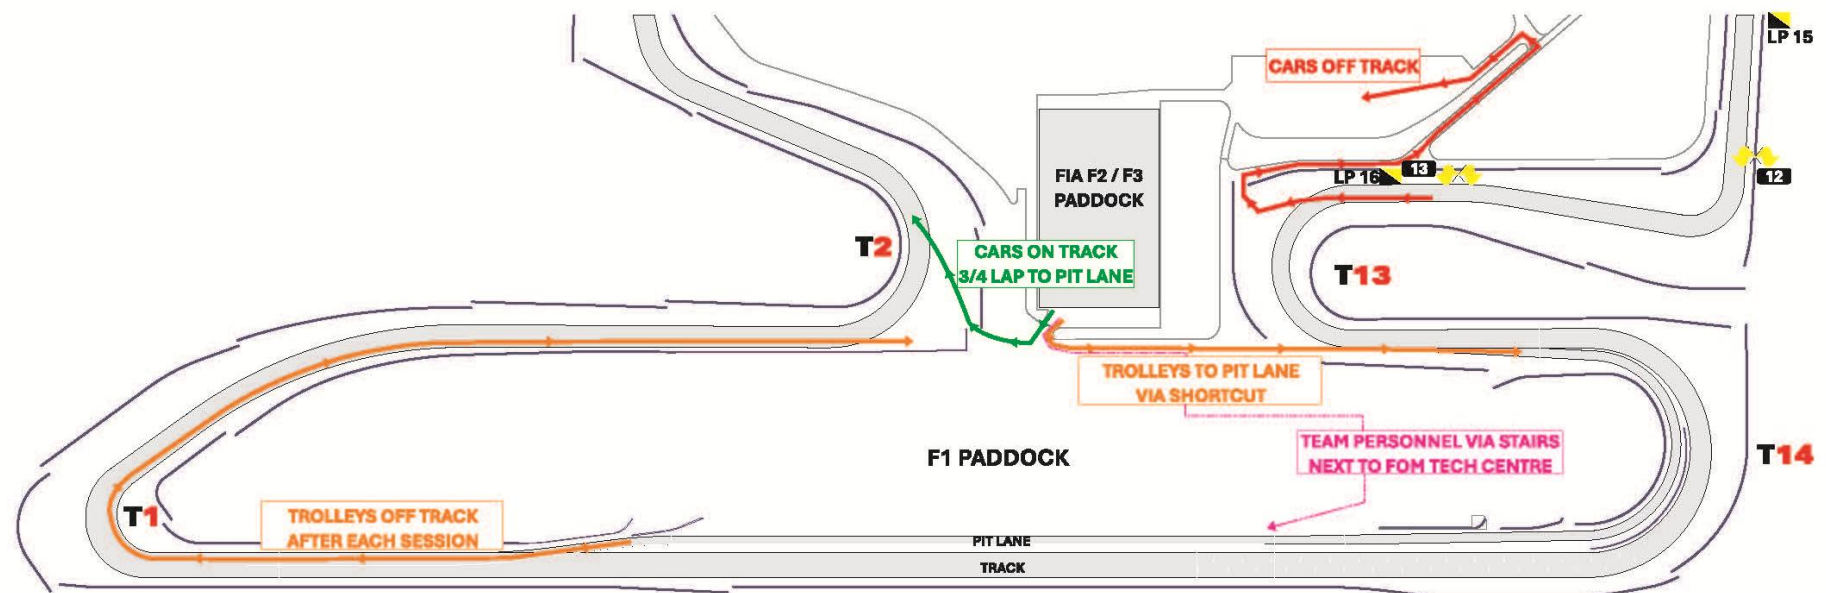 LP 15
CARS OFF TRACK
13
LP 16
12
FIA F2 / F3
PADDOCK
T2
CARS ON TRACK
3/4 LAP TO PIT LANE
T13
TROLLEYS TO PIT LANE
VIA SHORTCUT
TEAM PERSONNEL VIA STAIRS
NEXT TO FOM TECH CENTRE
F1 PADDOCK
T14
T1
TROLLEYS OFF TRACK
AFTER EACH SESSION
PIT LANE
TRACK